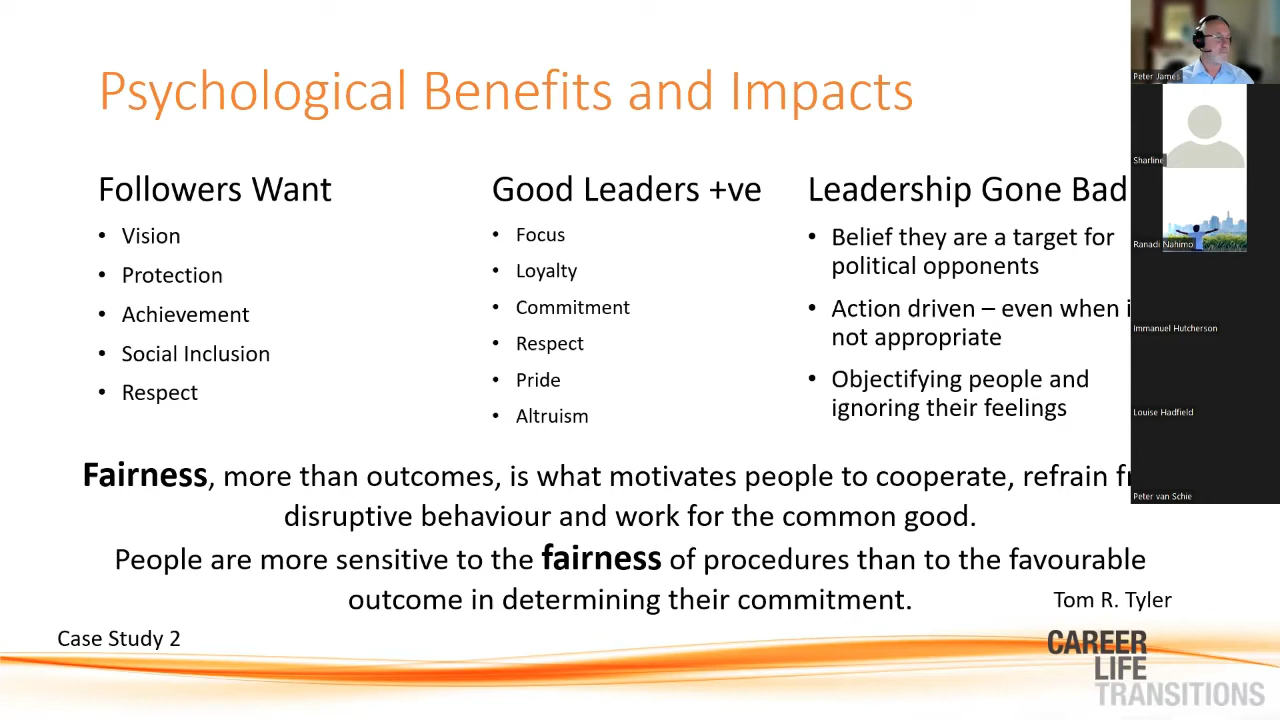 Psychological Benefits and Impacts
Followers Want
• Vision
• Protection
• Achievement
• Social Inclusion
• Respect
Good Leaders +ve
• Focus
• Loyalty
• Commitment
• Respect
• Pride
• Altruism
Leadership Gone Bad
• Belief they are a target for
political opponents
• Action driven – even when i
not appropriate
• Objectifying people and
ignoring their feelings
Fairness, more than outcomes, is what motivates people to cooperate, refrain fr
disruptive behaviour and work for the common good.
People are more sensitive to the fairness of procedures than to the favourable
outcome in determining their commitment.
Tom R. Tyler
Case Study 2
CAREER
LIFE
TRANSITIONS
Peter James
Sharline
Ranadi Nahimo
Immanuel Hutcherson
Louise Hadfield
Peter van Schie